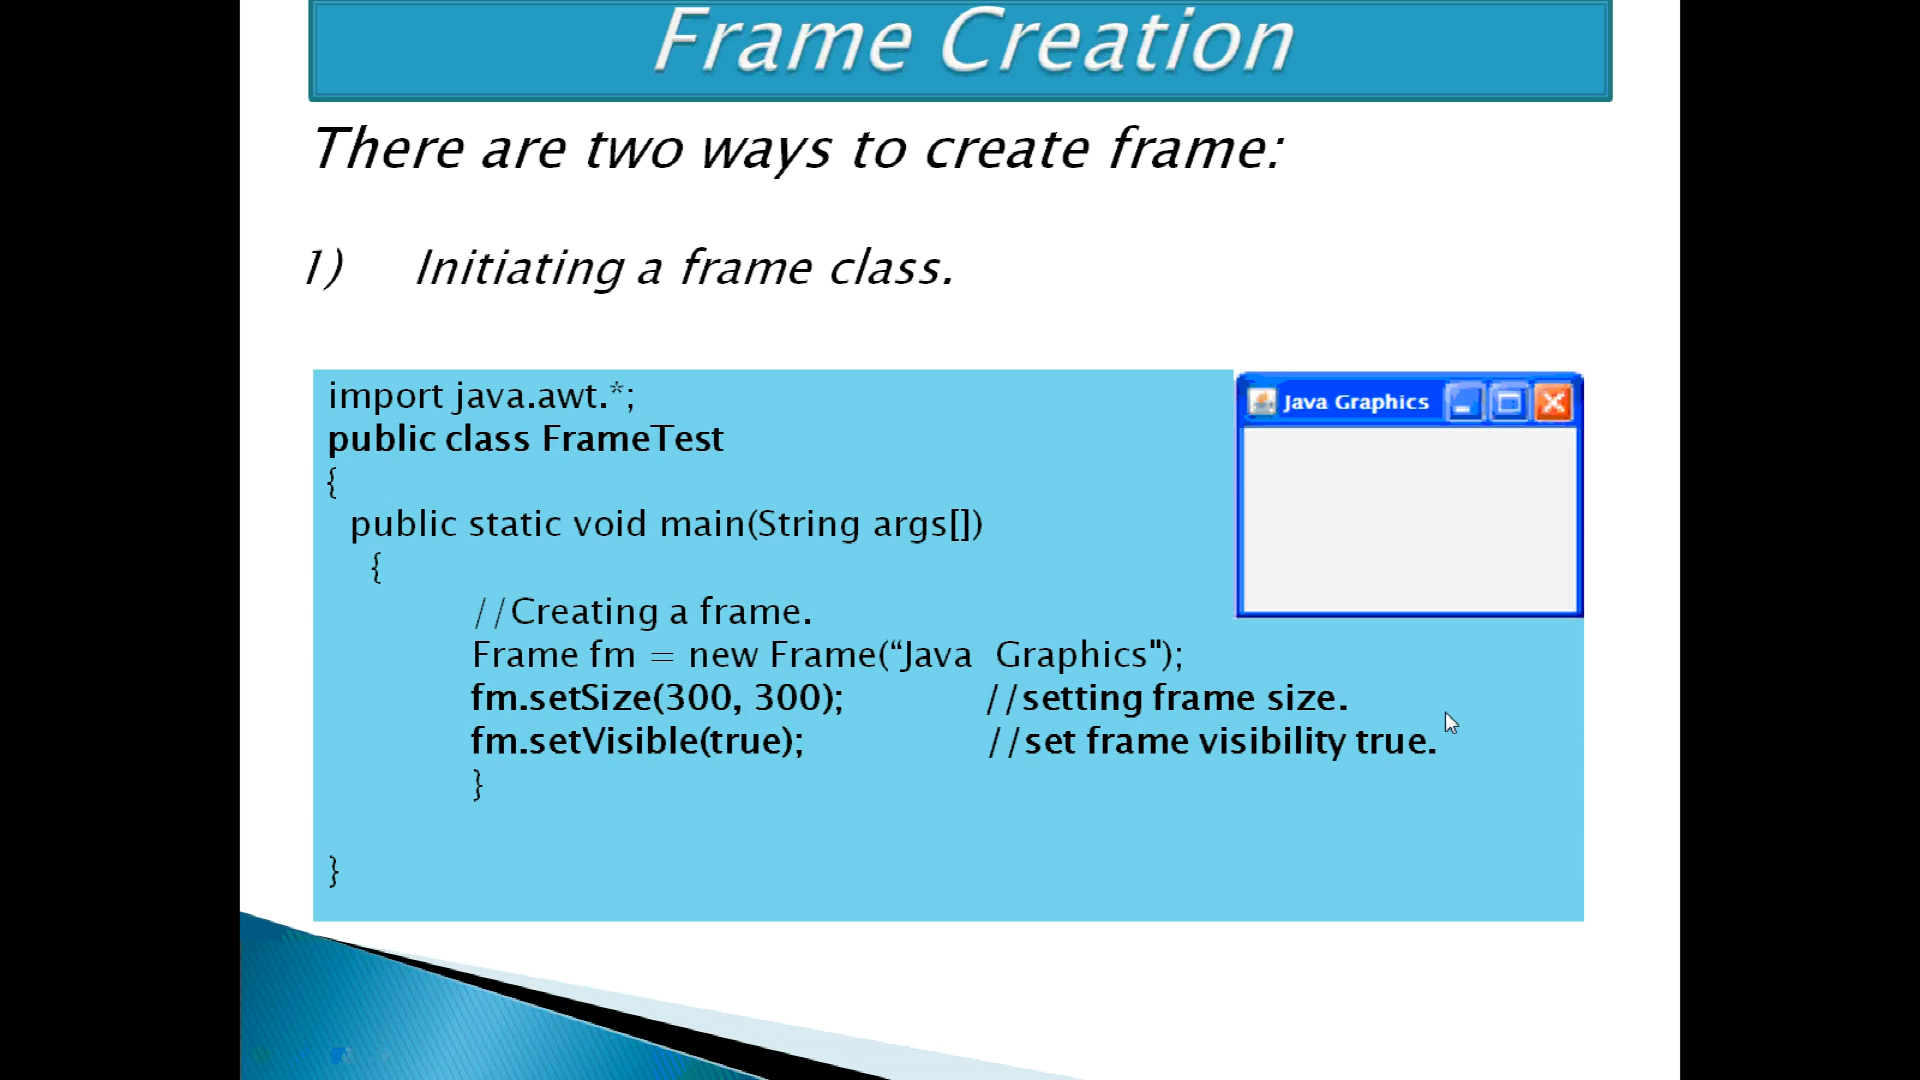 Frame Creation
There are two ways to create frame:
1) Initiating a frame class.
import java.awt.*;
public class FrameTest
{
public static void main(String args[])
{
//Creating a frame.
Frame fm = new Frame(“Java Graphics");
fm.setSize(300, 300); //setting frame size.
fm.setVisible(true); //set frame visibility true.
}
}
Java Graphics